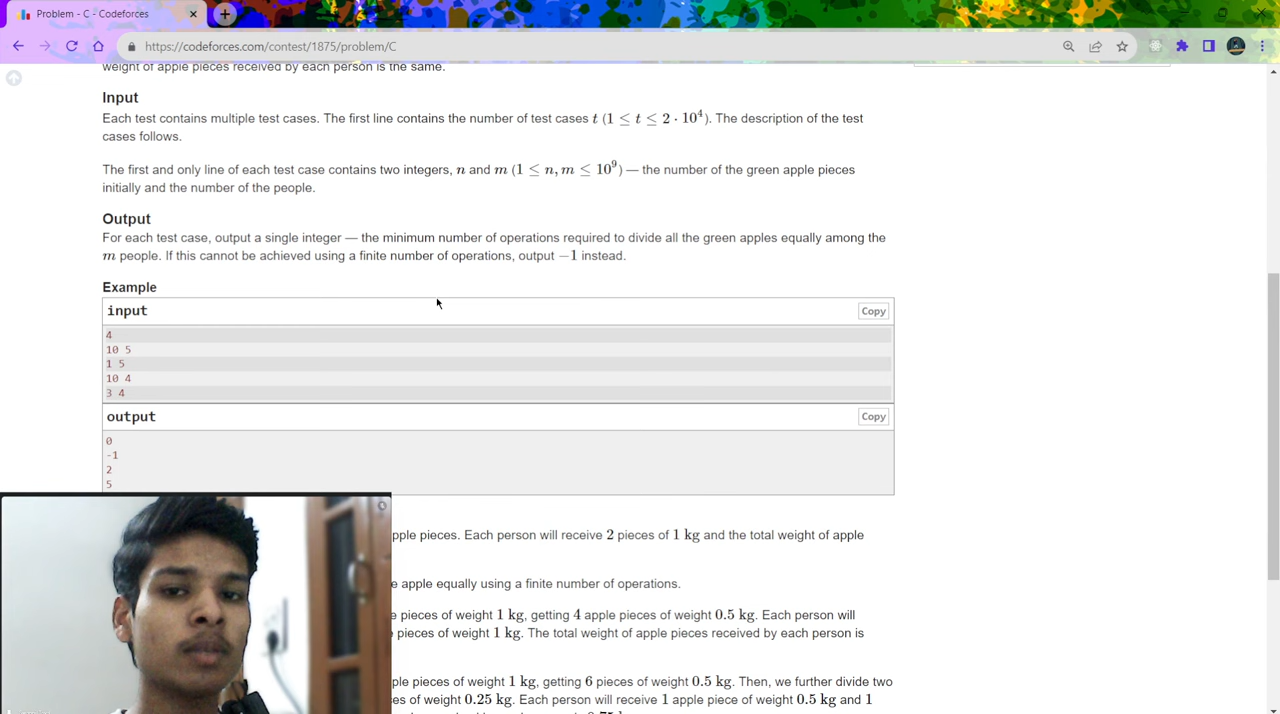 Problem - C - Codeforces
https://codeforces.com/contest/1875/problem/C
weight of apple pieces received by each person is the same.
Input
Each test contains multiple test cases. The first line contains the number of test cases t (1 ≤ t ≤ 2 · 10⁴). The description of the test
cases follows.
The first and only line of each test case contains two integers, n and m (1 ≤ n, m ≤ 10⁹) — the number of the green apple pieces
initially and the number of the people.
Output
For each test case, output a single integer — the minimum number of operations required to divide all the green apples equally among the
m people. If this cannot be achieved using a finite number of operations, output −1 instead.
Example
input
Copy
4
10 5
1 5
10 4
3 4
output
Copy
0
-1
2
5
pple pieces. Each person will receive 2 pieces of 1 kg and the total weight of apple
e apple equally using a finite number of operations.
e pieces of weight 1 kg, getting 4 apple pieces of weight 0.5 kg. Each person will
pieces of weight 1 kg. The total weight of apple pieces received by each person is
ple pieces of weight 1 kg, getting 6 pieces of weight 0.5 kg. Then, we further divide two
es of weight 0.25 kg. Each person will receive 1 apple piece of weight 0.5 kg and 1